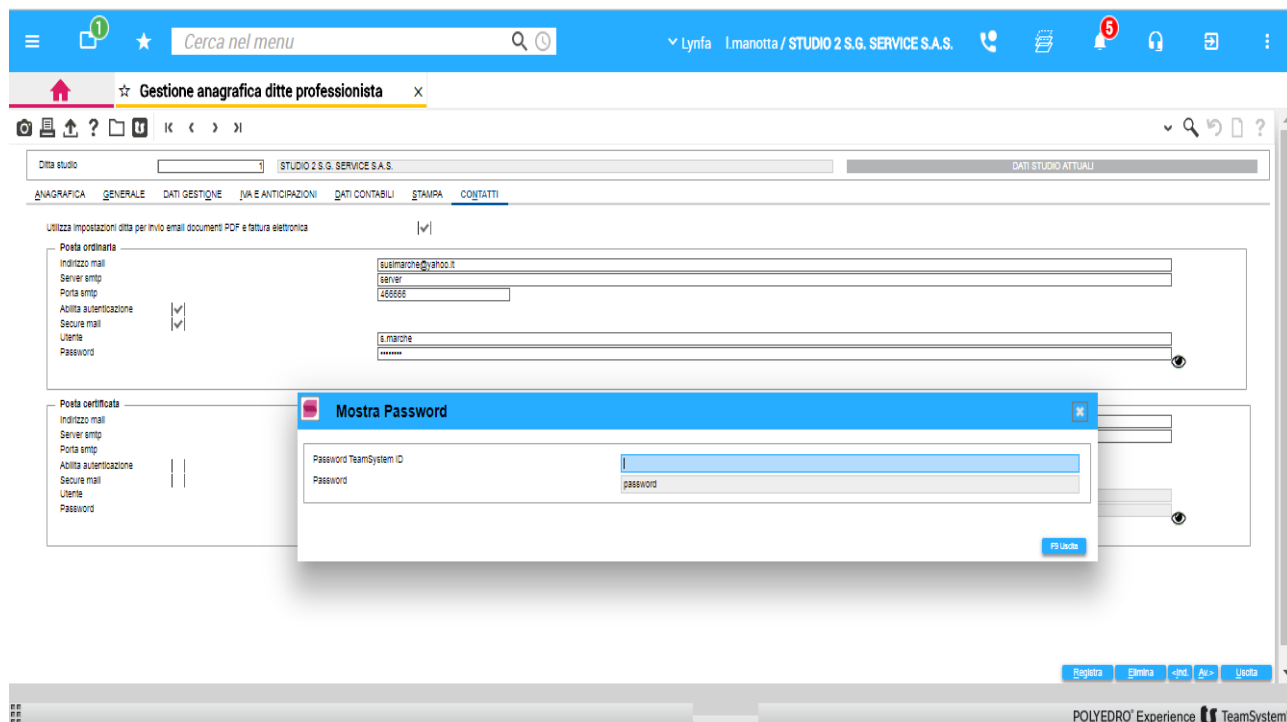 1
Cerca nel menu
Lynfa l.manotta / STUDIO 2 S.G. SERVICE S.A.S.
5
Gestione anagrafica ditte professionista x
Ditta studio 1 STUDIO 2 S.G. SERVICE S.A.S. DATI STUDIO ATTUALI
ANAGRAFICA GENERALE DATI GESTIONE IVA E ANTICIPAZIONI DATI CONTABILI STAMPA CONTATTI
Utilizza impostazioni ditta per invio email documenti PDF e fattura elettronica
Posta ordinaria
Indirizzo mail susimarche@yahoo.it
Server smtp server
Porta smtp 466666
Abilita autenticazione
Secure mail
Utente s.marche
Password ••••••••
Posta certificata
Indirizzo mail
Server smtp
Porta smtp
Abilita autenticazione
Secure mail
Utente
Password
Mostra Password
Password TeamSystem ID
Password password
F9 Uscita
Registra Elimina <Ind. Av.> Uscita
POLYEDRO® Experience TeamSystem